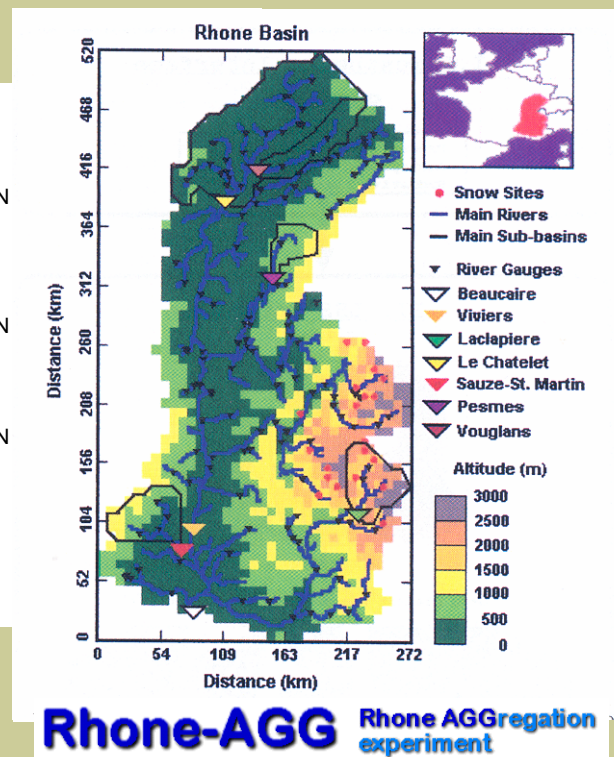 Rhone Basin
520
468
416
364
312
260
208
156
104
52
0
Distance (km)
0 54 109 163 217 272
Distance (km)
Snow Sites
Main Rivers
Main Sub-basins
River Gauges
Beaucaire
Viviers
Laclapiere
Le Chatelet
Sauze-St. Martin
Pesmes
Vouglans
Altitude (m)
3000
2500
2000
1500
1000
500
0
N
N
N
Rhone-AGG Rhone AGGregation
experiment